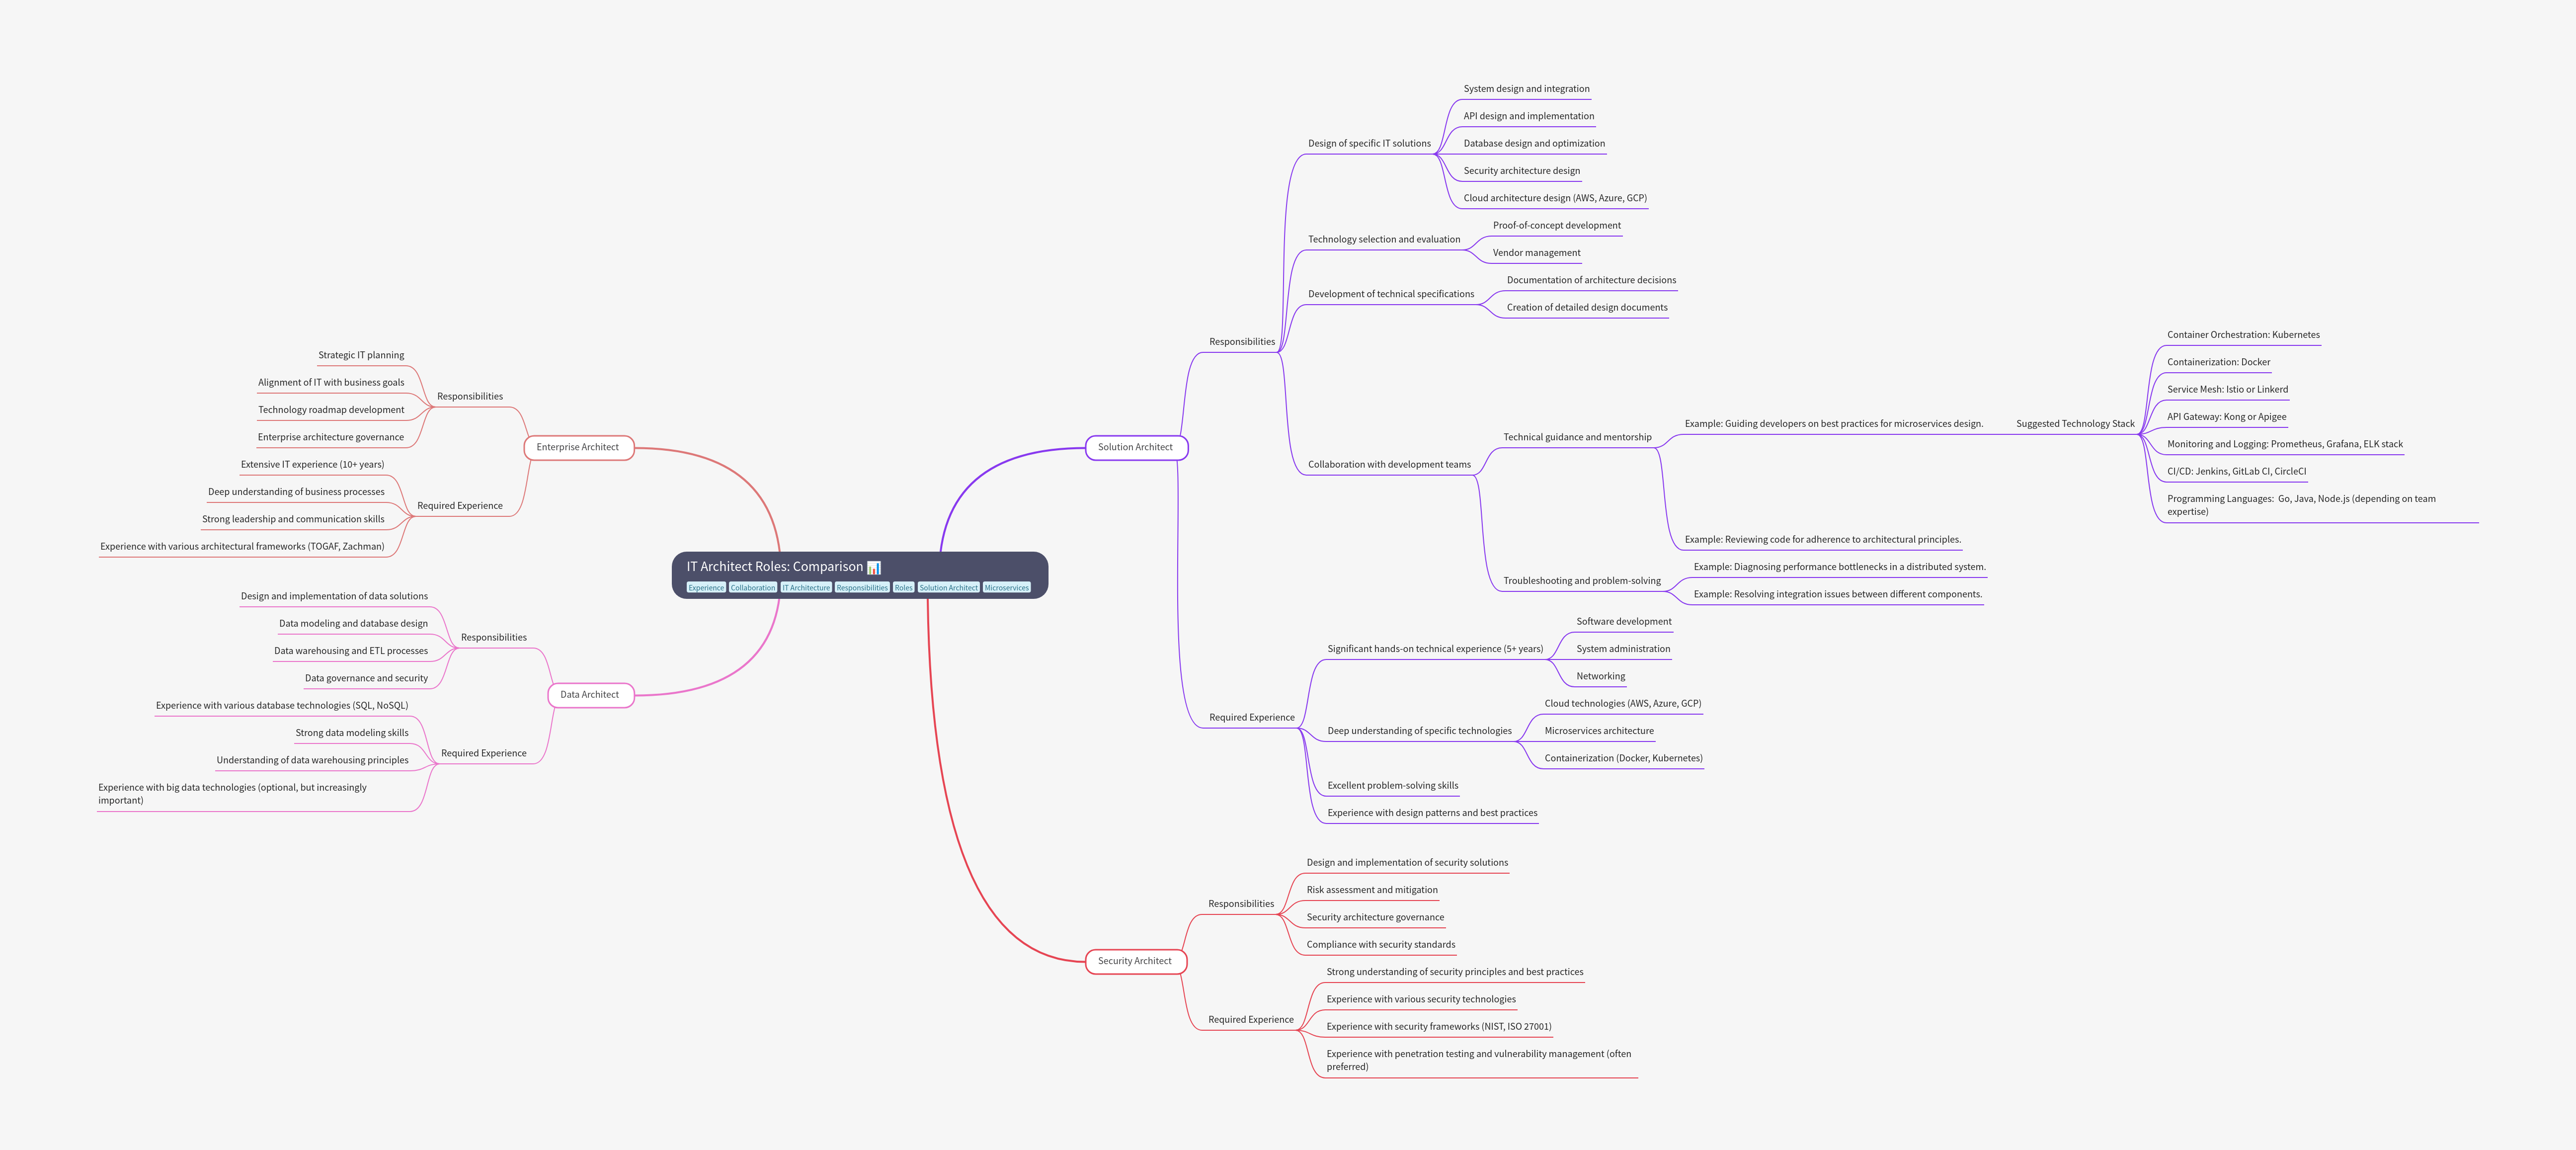 IT Architect Roles: Comparison 📊
Experience Collaboration IT Architecture Responsibilities Roles Solution Architect Microservices
Enterprise Architect
Responsibilities
Strategic IT planning
Alignment of IT with business goals
Technology roadmap development
Enterprise architecture governance
Required Experience
Extensive IT experience (10+ years)
Deep understanding of business processes
Strong leadership and communication skills
Experience with various architectural frameworks (TOGAF, Zachman)
Data Architect
Responsibilities
Design and implementation of data solutions
Data modeling and database design
Data warehousing and ETL processes
Data governance and security
Required Experience
Experience with various database technologies (SQL, NoSQL)
Strong data modeling skills
Understanding of data warehousing principles
Experience with big data technologies (optional, but increasingly
important)
Solution Architect
Responsibilities
Design of specific IT solutions
System design and integration
API design and implementation
Database design and optimization
Security architecture design
Cloud architecture design (AWS, Azure, GCP)
Technology selection and evaluation
Proof-of-concept development
Vendor management
Development of technical specifications
Documentation of architecture decisions
Creation of detailed design documents
Collaboration with development teams
Technical guidance and mentorship
Example: Guiding developers on best practices for microservices design.
Suggested Technology Stack
Container Orchestration: Kubernetes
Containerization: Docker
Service Mesh: Istio or Linkerd
API Gateway: Kong or Apigee
Monitoring and Logging: Prometheus, Grafana, ELK stack
CI/CD: Jenkins, GitLab CI, CircleCI
Programming Languages:  Go, Java, Node.js (depending on team
expertise)
Example: Reviewing code for adherence to architectural principles.
Troubleshooting and problem-solving
Example: Diagnosing performance bottlenecks in a distributed system.
Example: Resolving integration issues between different components.
Required Experience
Significant hands-on technical experience (5+ years)
Software development
System administration
Networking
Deep understanding of specific technologies
Cloud technologies (AWS, Azure, GCP)
Microservices architecture
Containerization (Docker, Kubernetes)
Excellent problem-solving skills
Experience with design patterns and best practices
Security Architect
Responsibilities
Design and implementation of security solutions
Risk assessment and mitigation
Security architecture governance
Compliance with security standards
Required Experience
Strong understanding of security principles and best practices
Experience with various security technologies
Experience with security frameworks (NIST, ISO 27001)
Experience with penetration testing and vulnerability management (often
preferred)